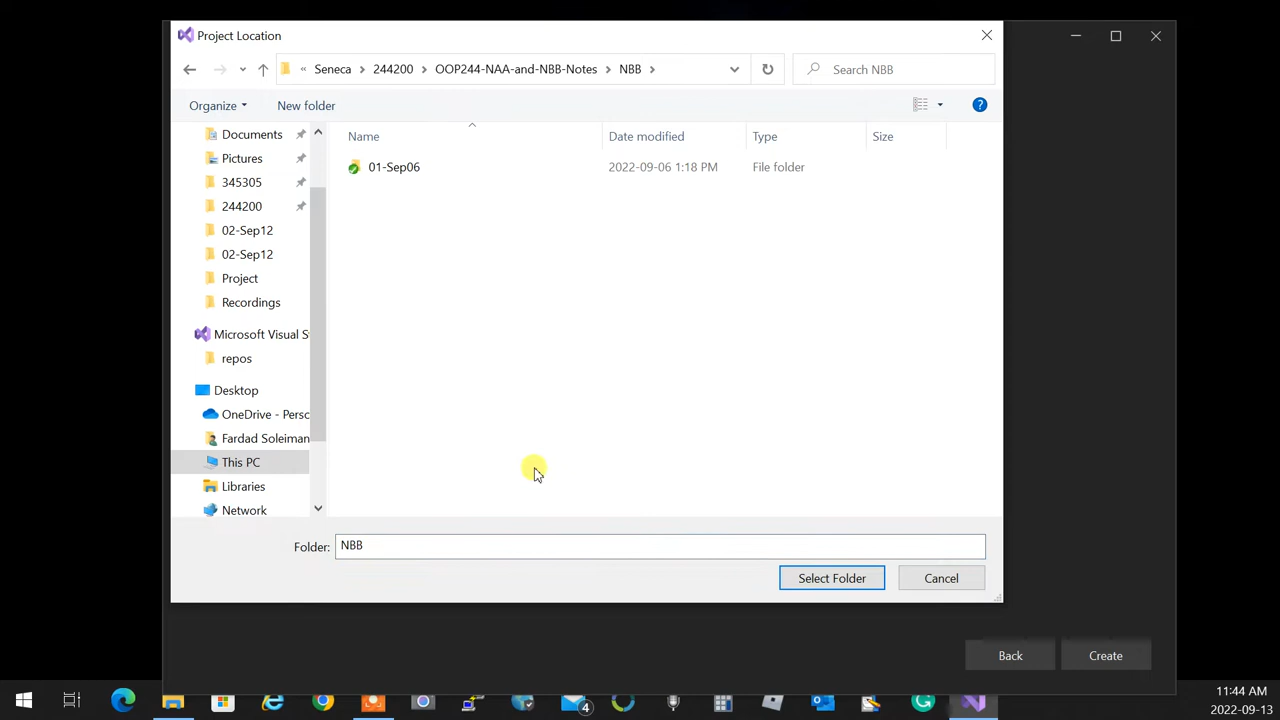 Project Location
« Seneca > 244200 > OOP244-NAA-and-NBB-Notes > NBB >
Search NBB
Organize
New folder
Name
Date modified
Type
Size
01-Sep06
2022-09-06 1:18 PM
File folder
Documents
Pictures
345305
244200
02-Sep12
02-Sep12
Project
Recordings
Microsoft Visual S
repos
Desktop
OneDrive - Perso
Fardad Soleiman
This PC
Libraries
Network
Folder: NBB
Select Folder
Cancel
Back
Create
4
11:44 AM
2022-09-13